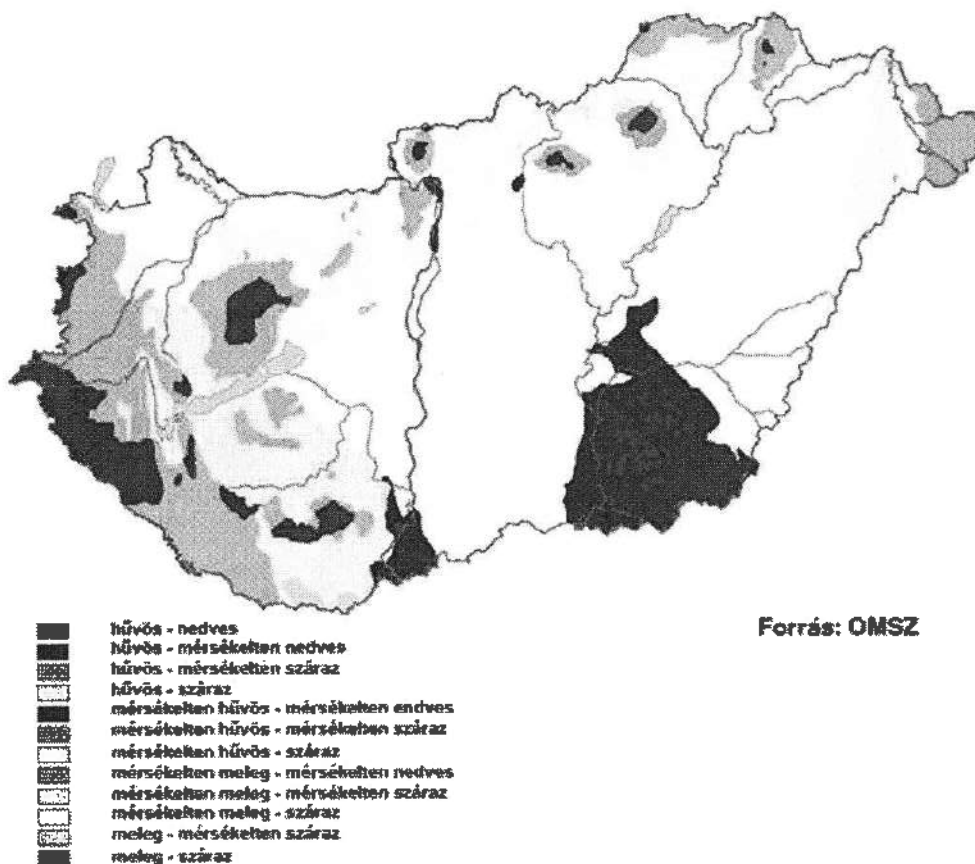 hűvös - nedves
hűvös - mérsékelten nedves
hűvös - mérsékelten száraz
hűvös - száraz
mérsékelten hűvös - mérsékelten endves
mérsékelten hűvös - mérsékelten száraz
mérsékelten hűvös - száraz
mérsékelten meleg - mérsékelten nedves
mérsékelten meleg - mérsékelten száraz
mérsékelten meleg - száraz
meleg - mérsékelten száraz
meleg - száraz
Forrás: OMSZ